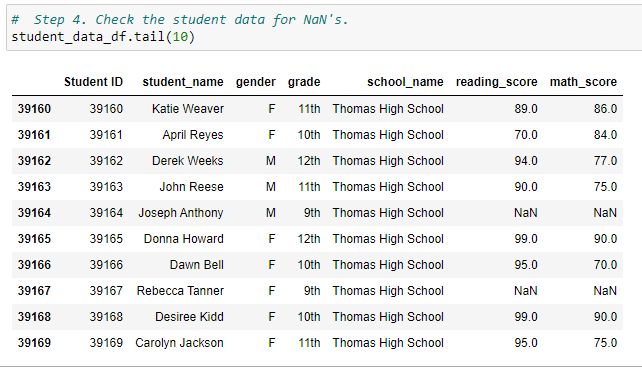 #  Step 4. Check the student data for NaN's.
student_data_df.tail(10)
Student ID student_name gender grade school_name reading_score math_score
39160 39160 Katie Weaver F 11th Thomas High School 89.0 86.0
39161 39161 April Reyes F 10th Thomas High School 70.0 84.0
39162 39162 Derek Weeks M 12th Thomas High School 94.0 77.0
39163 39163 John Reese M 11th Thomas High School 90.0 75.0
39164 39164 Joseph Anthony M 9th Thomas High School NaN NaN
39165 39165 Donna Howard F 12th Thomas High School 99.0 90.0
39166 39166 Dawn Bell F 10th Thomas High School 95.0 70.0
39167 39167 Rebecca Tanner F 9th Thomas High School NaN NaN
39168 39168 Desiree Kidd F 10th Thomas High School 99.0 90.0
39169 39169 Carolyn Jackson F 11th Thomas High School 95.0 75.0